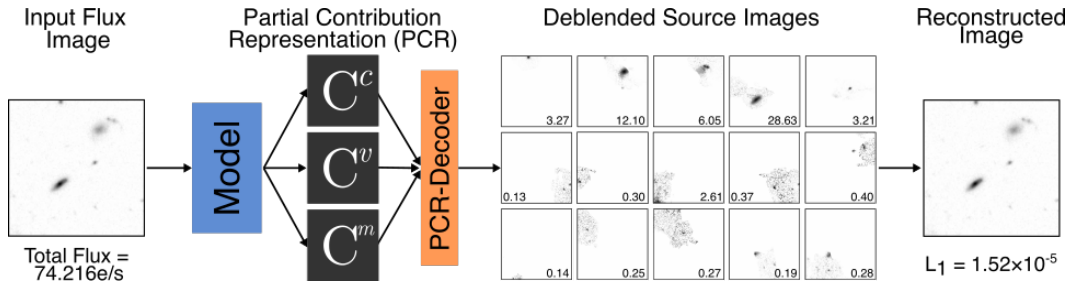 Input Flux
Image
Partial Contribution
Representation (PCR)
Deblended Source Images
Reconstructed
Image
Model
C^c
C^v
C^m
PCR-Decoder
3.27
12.10
6.05
28.63
3.21
0.13
0.30
2.61
0.37
0.40
0.14
0.25
0.27
0.19
0.28
Total Flux =
74.216e/s
L₁ = 1.52×10⁻⁵